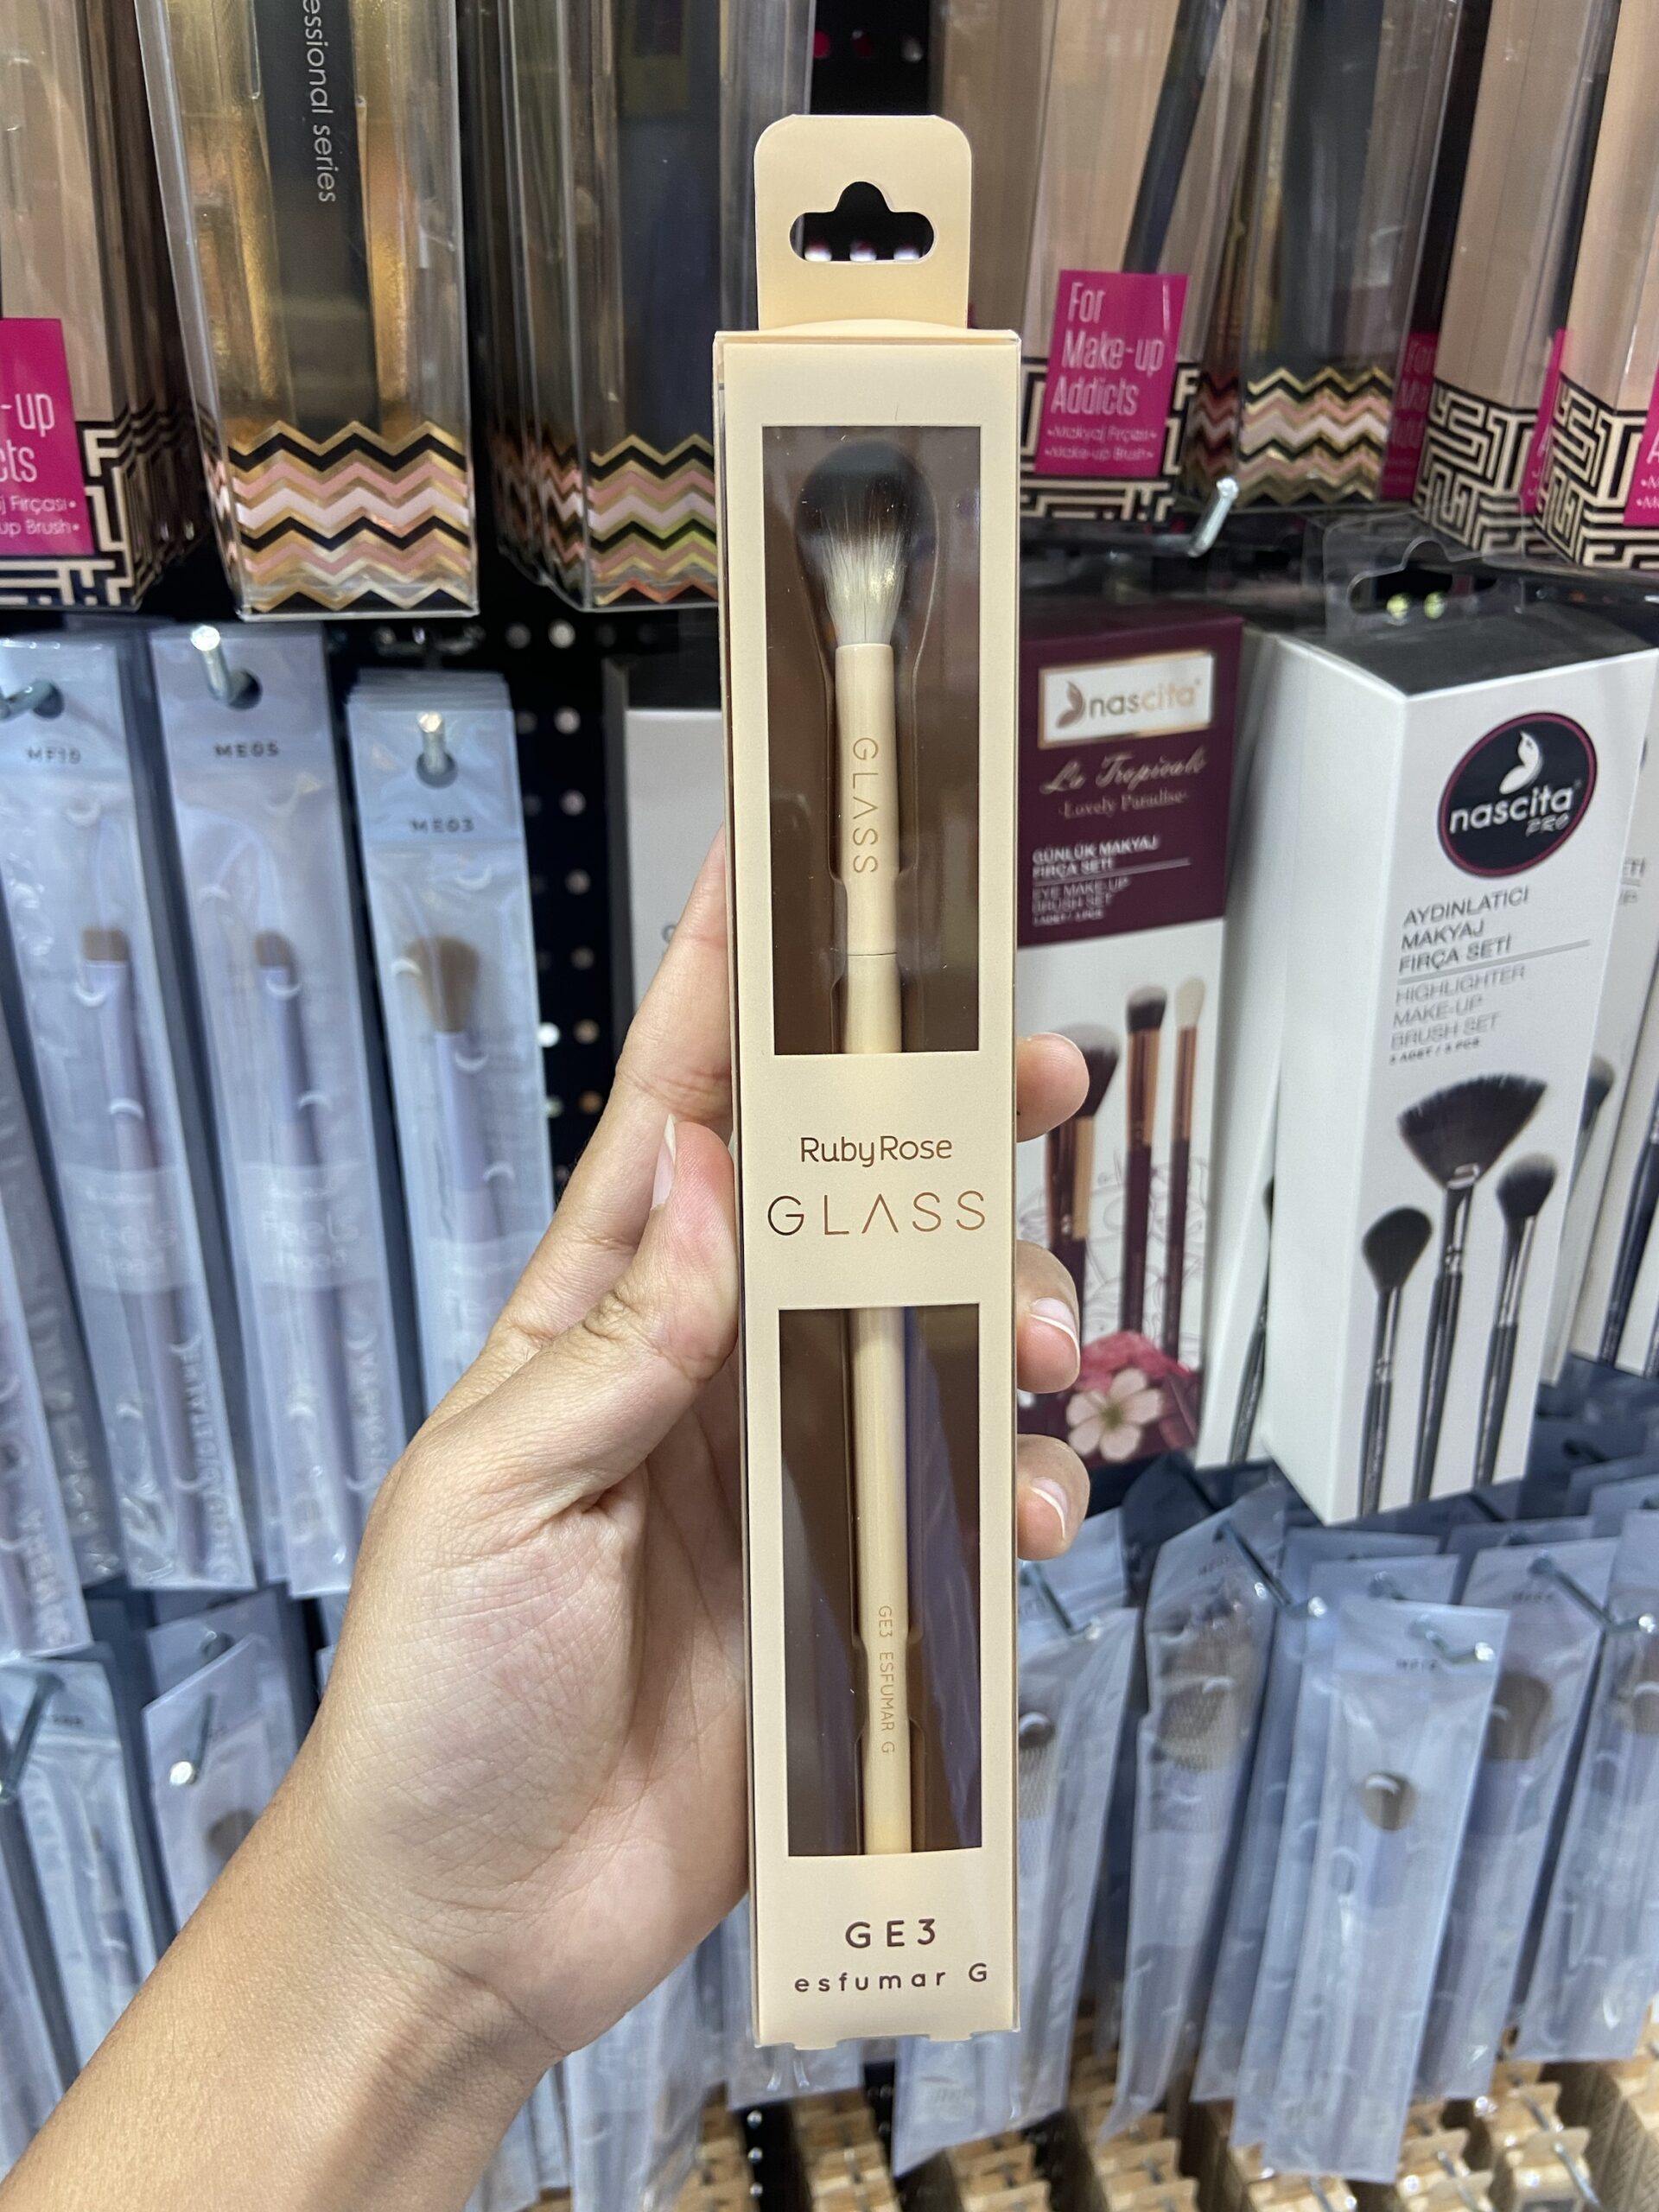 essional series
-up
cts
j Fırçası•
up Brush•
For
Make-up
Addicts
•Makyaj Fırçası•
•Make-up Brush•
MF10
ME05
ME03
GLASS
RubyRose
GLASS
GE3 ESFUMAR G
GE3
esfumar G
nascita
La Tropicale
·Lovely Paradise·
GÜNLÜK MAKYAJ
FIRÇA SETİ
EYE MAKE-UP
BRUSH SET
nascita
PRO
AYDINLATICI
MAKYAJ
FIRÇA SETİ
HIGHLIGHTER
MAKE-UP
BRUSH SET